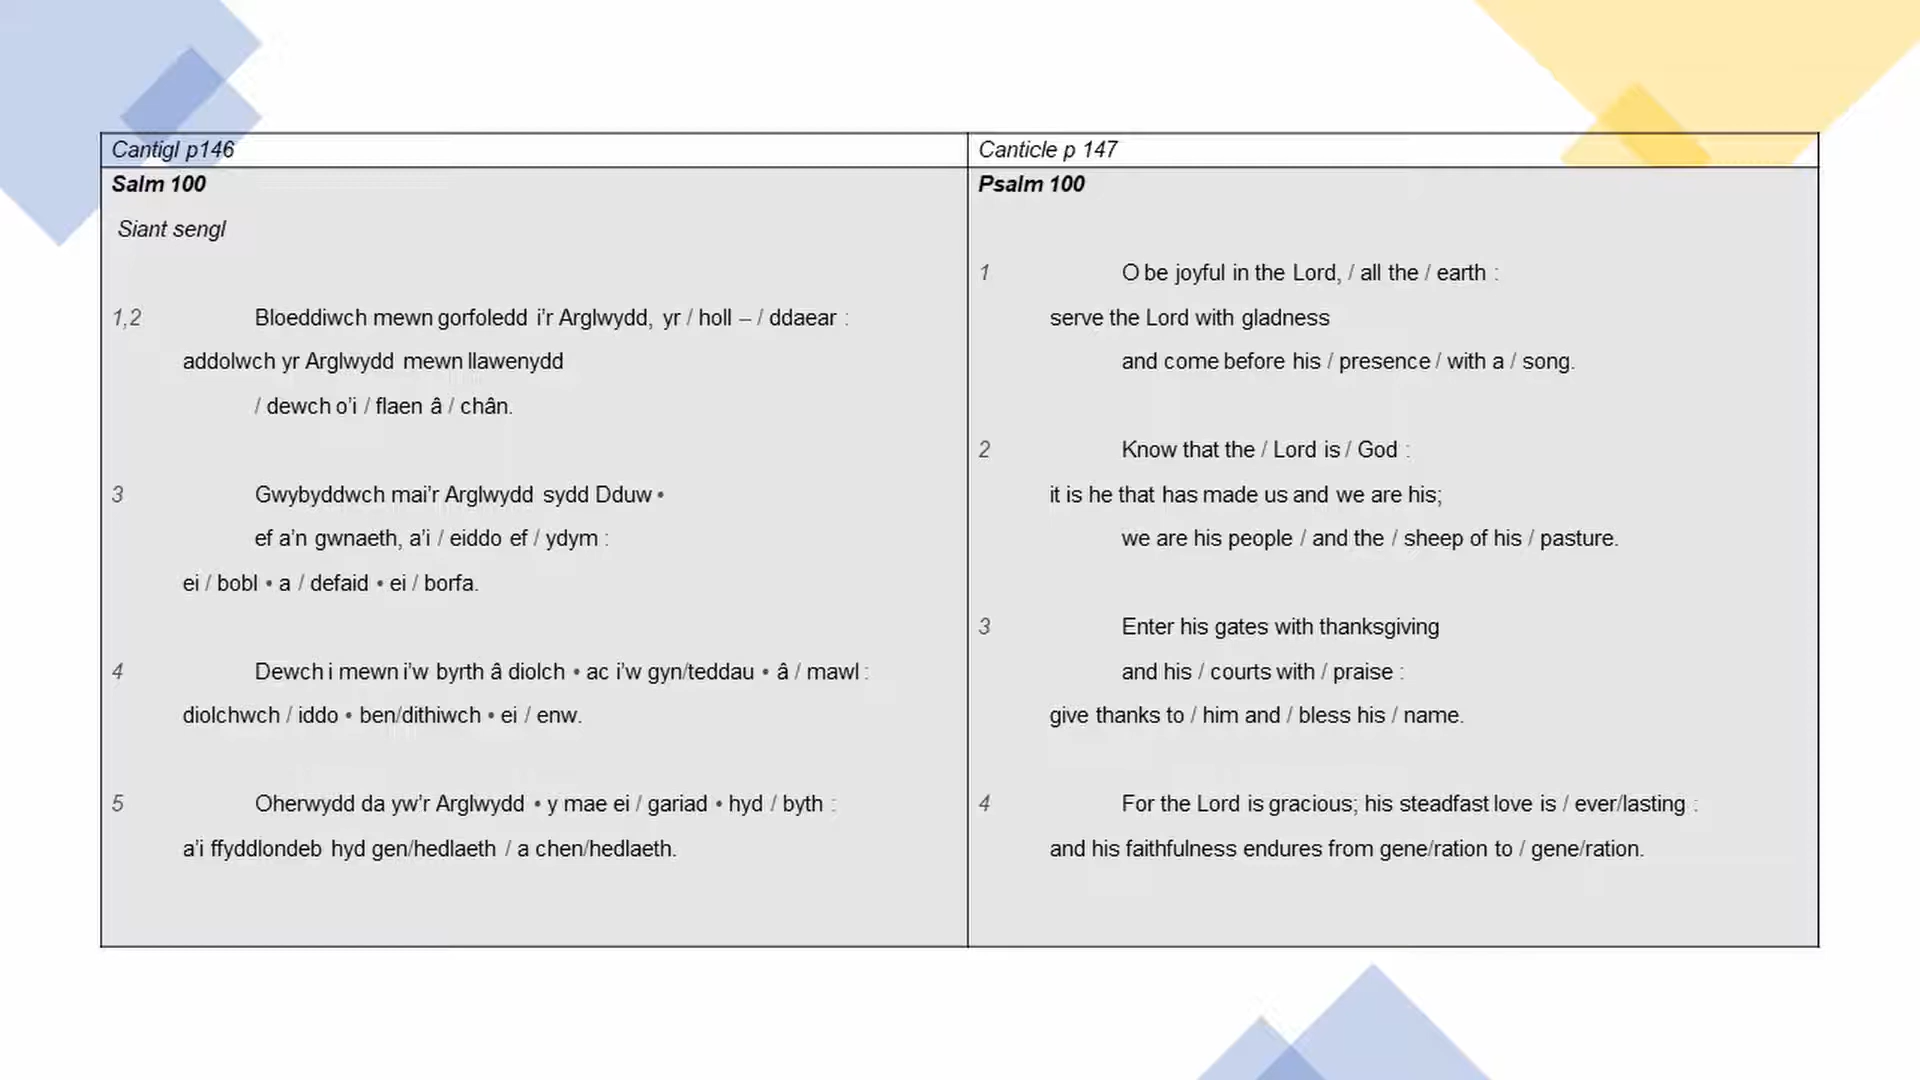 Cantigl p146
Salm 100
Siant sengl
1,2 Bloeddiwch mewn gorfoledd i’r Arglwydd, yr / holl – / ddaear :
addolwch yr Arglwydd mewn llawenydd
/ dewch o’i / flaen â / chân.
3 Gwybyddwch mai’r Arglwydd sydd Dduw •
ef a’n gwnaeth, a’i / eiddo ef / ydym :
ei / bobl • a / defaid • ei / borfa.
4 Dewch i mewn i’w byrth â diolch • ac i’w gyn/teddau • â / mawl :
diolchwch / iddo • ben/dithiwch • ei / enw.
5 Oherwydd da yw’r Arglwydd • y mae ei / gariad • hyd / byth :
a’i ffyddlondeb hyd gen/hedlaeth / a chen/hedlaeth.
Canticle p 147
Psalm 100
1 O be joyful in the Lord, / all the / earth :
serve the Lord with gladness
and come before his / presence / with a / song.
2 Know that the / Lord is / God :
it is he that has made us and we are his;
we are his people / and the / sheep of his / pasture.
3 Enter his gates with thanksgiving
and his / courts with / praise :
give thanks to / him and / bless his / name.
4 For the Lord is gracious; his steadfast love is / ever/lasting :
and his faithfulness endures from gene/ration to / gene/ration.